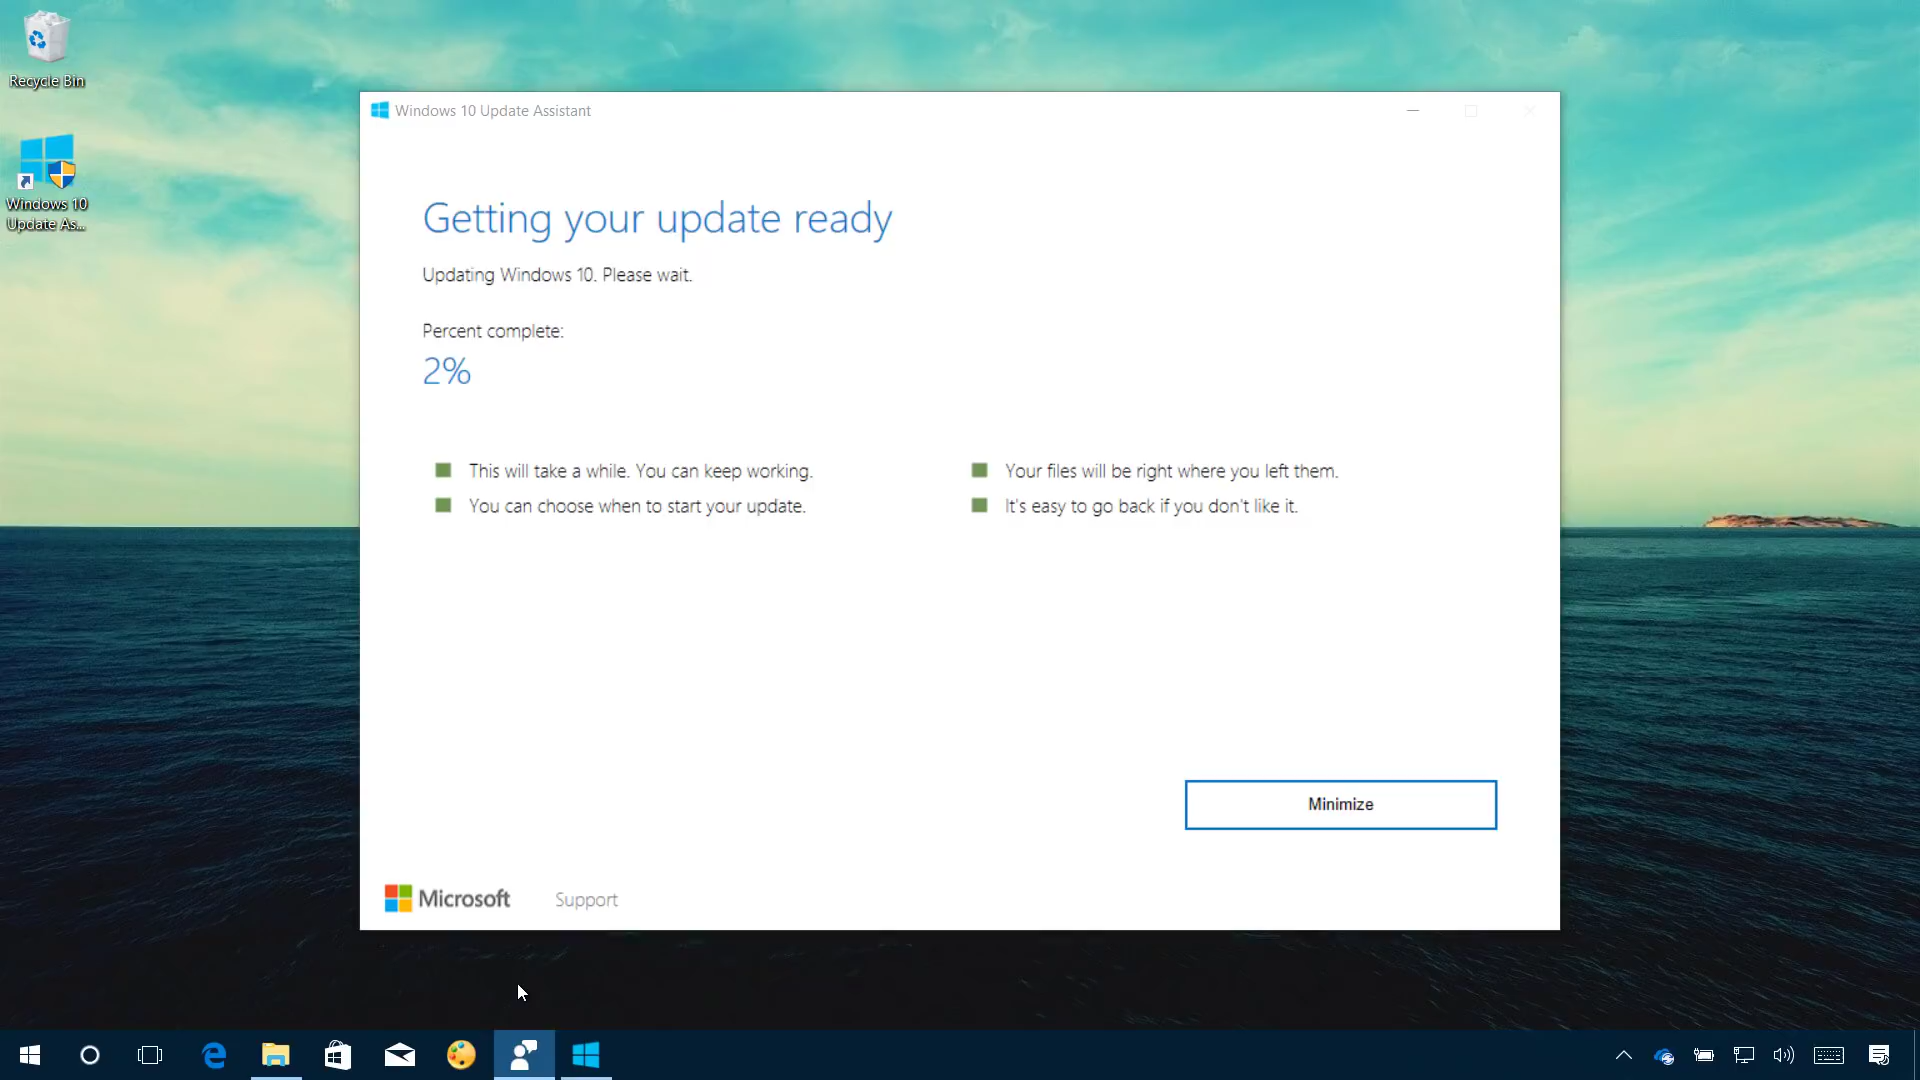 Recycle Bin
Windows 10
Update As...
Windows 10 Update Assistant
Getting your update ready
Updating Windows 10. Please wait.
Percent complete:
2%
This will take a while. You can keep working.
You can choose when to start your update.
Your files will be right where you left them.
It's easy to go back if you don't like it.
Minimize
Microsoft
Support